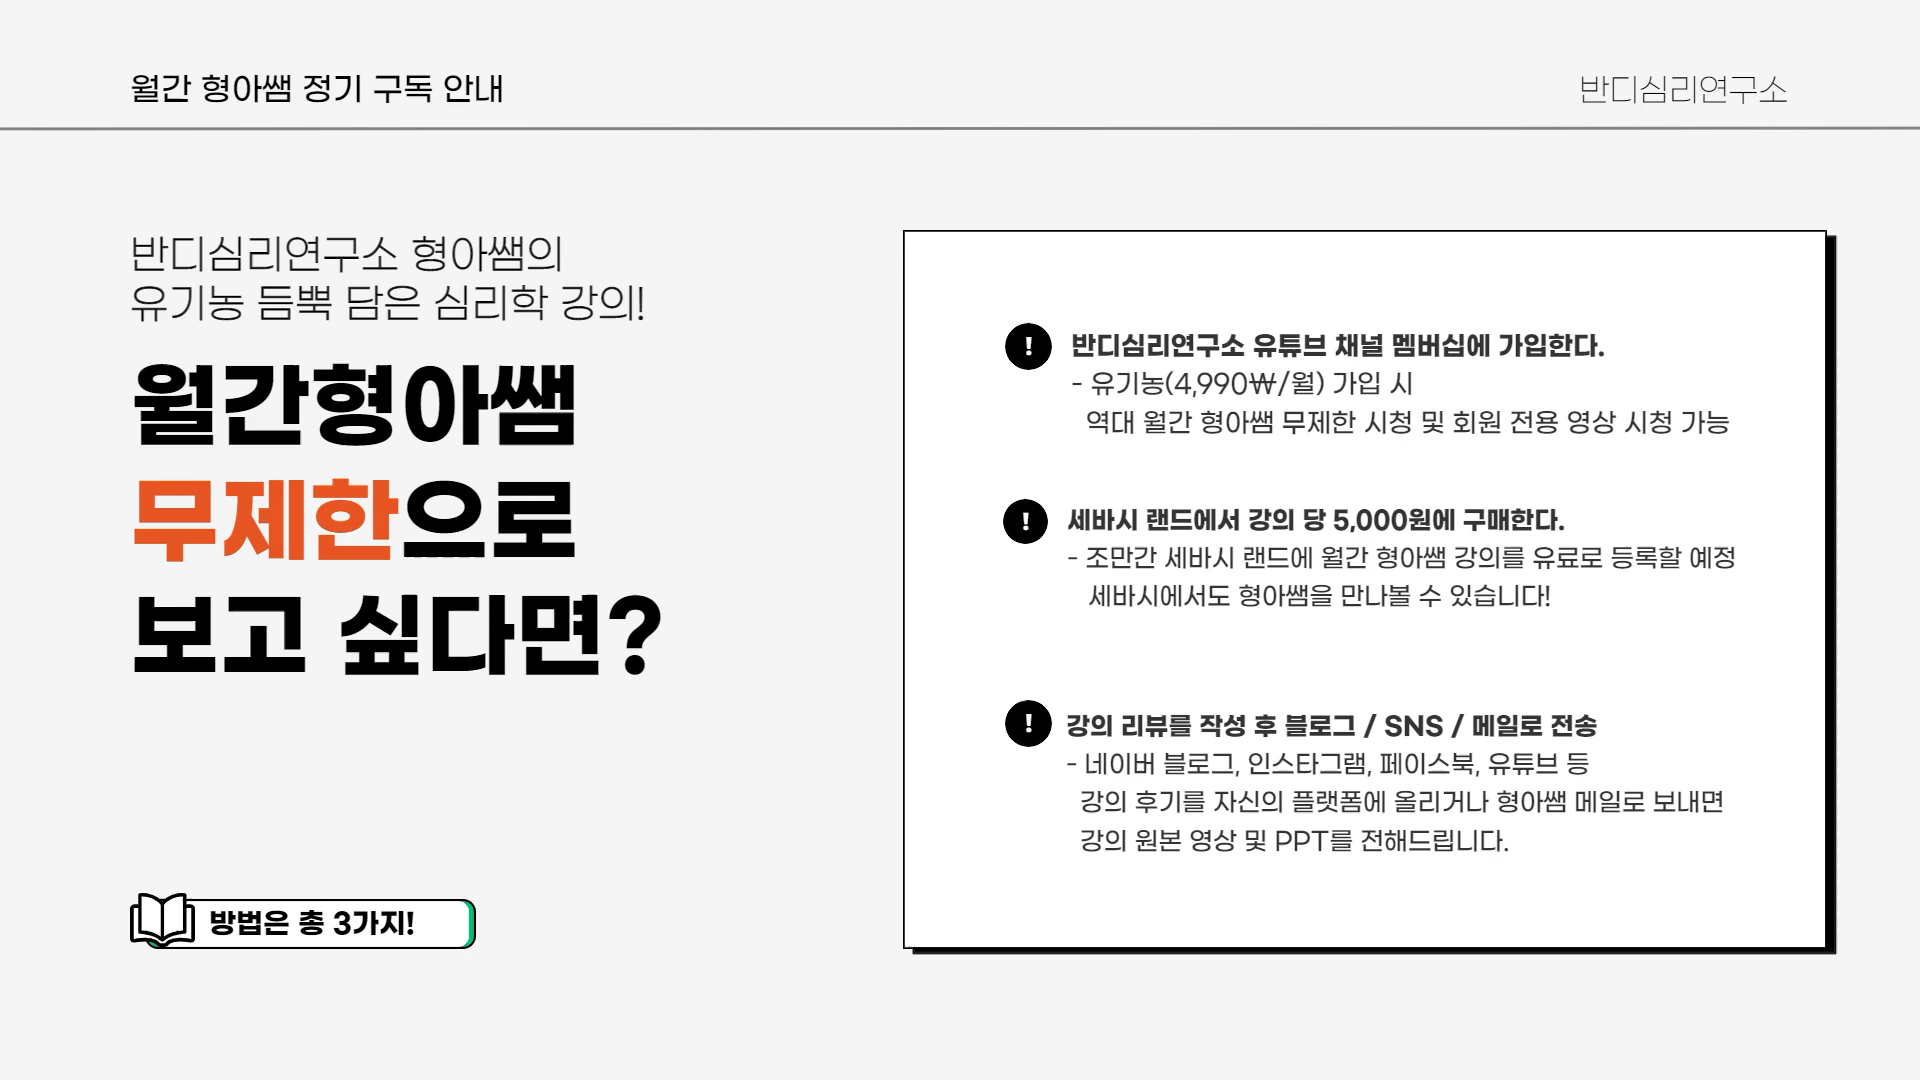 월간 형아쌤 정기 구독 안내
반디심리연구소
반디심리연구소 형아쌤의
유기농 듬뿍 담은 심리학 강의!
월간형아쌤
무제한으로
보고 싶다면?
방법은 총 3가지!
! 반디심리연구소 유튜브 채널 멤버십에 가입한다.
- 유기농(4,990₩/월) 가입 시
역대 월간 형아쌤 무제한 시청 및 회원 전용 영상 시청 가능
! 세바시 랜드에서 강의 당 5,000원에 구매한다.
- 조만간 세바시 랜드에 월간 형아쌤 강의를 유료로 등록할 예정
세바시에서도 형아쌤을 만나볼 수 있습니다!
! 강의 리뷰를 작성 후 블로그 / SNS / 메일로 전송
- 네이버 블로그, 인스타그램, 페이스북, 유튜브 등
강의 후기를 자신의 플랫폼에 올리거나 형아쌤 메일로 보내면
강의 원본 영상 및 PPT를 전해드립니다.